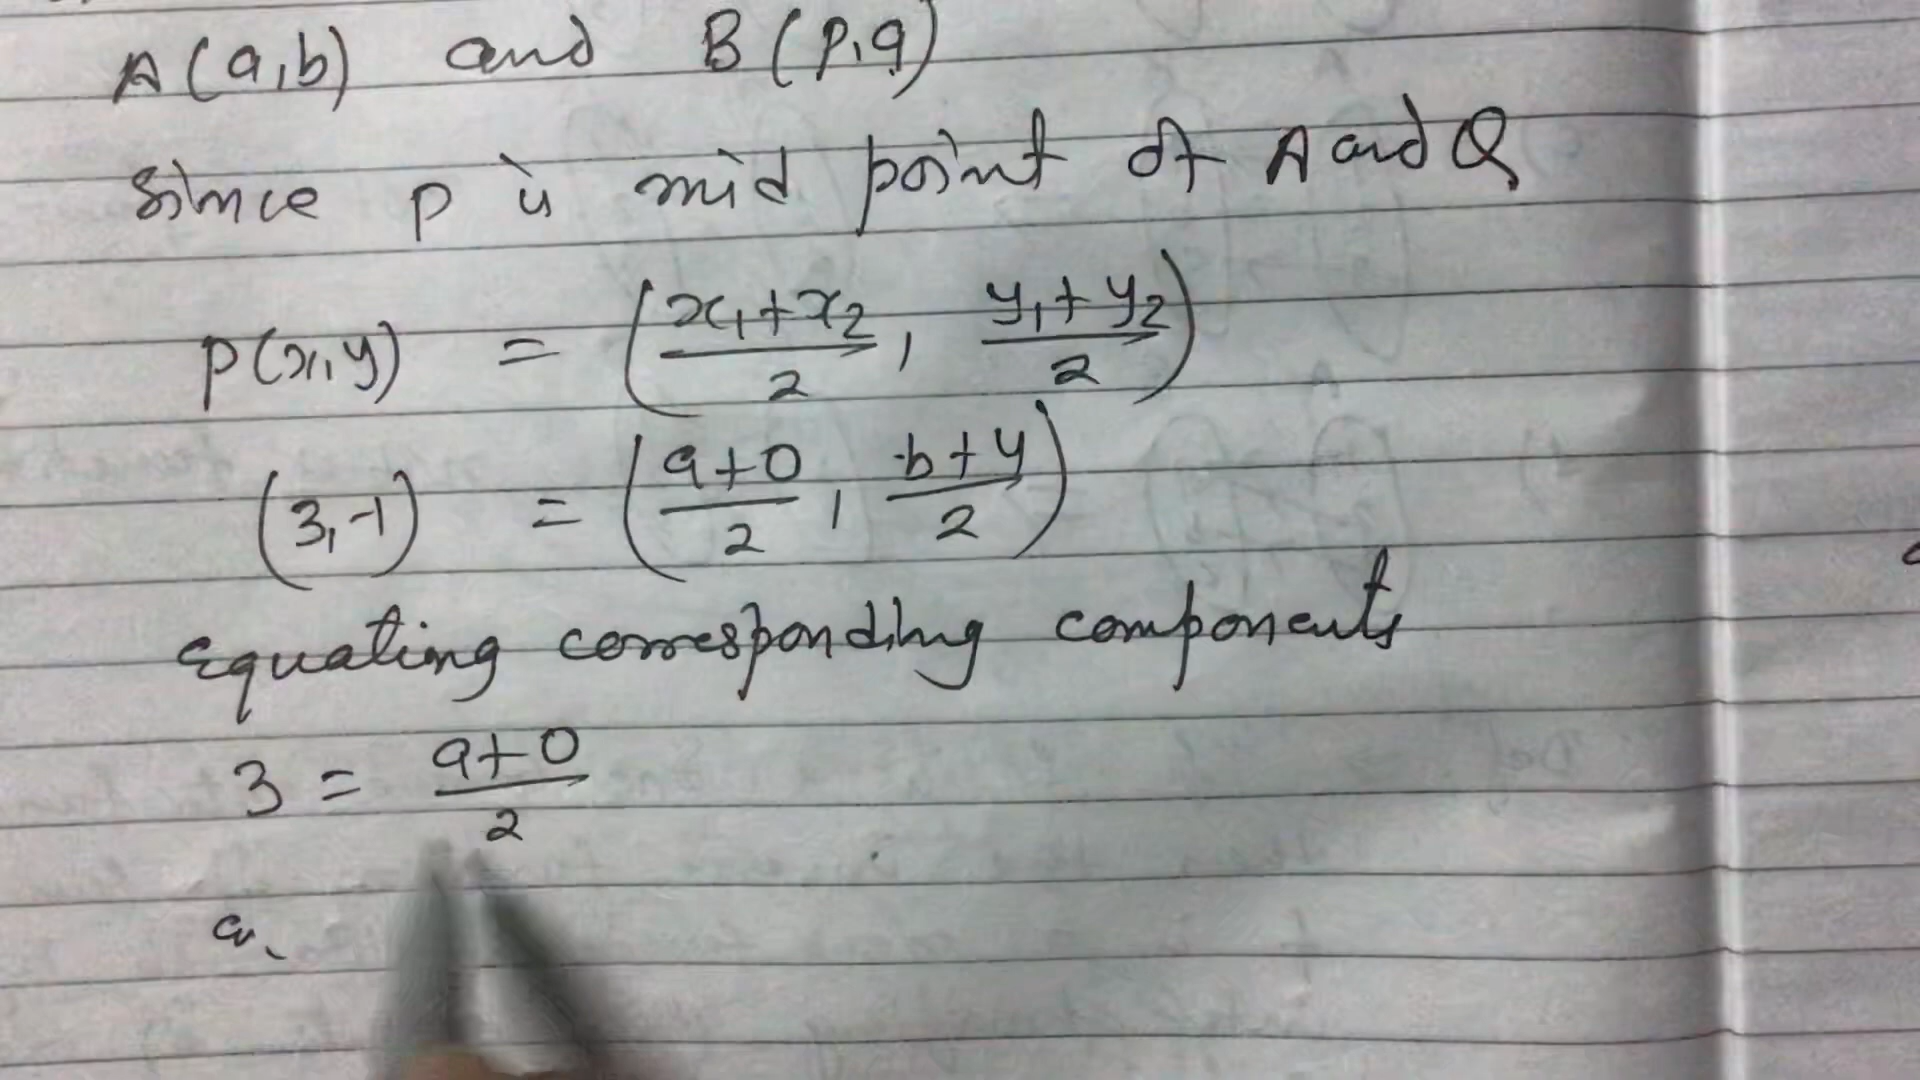 A(a,b) and B(p,q)
Since P is mid point of A and Q
P(x,y) = (x₁+x₂/2, y₁+y₂/2)
(3,-1) = (a+0/2, b+y/2)
Equating corresponding components
3 = a+0/2